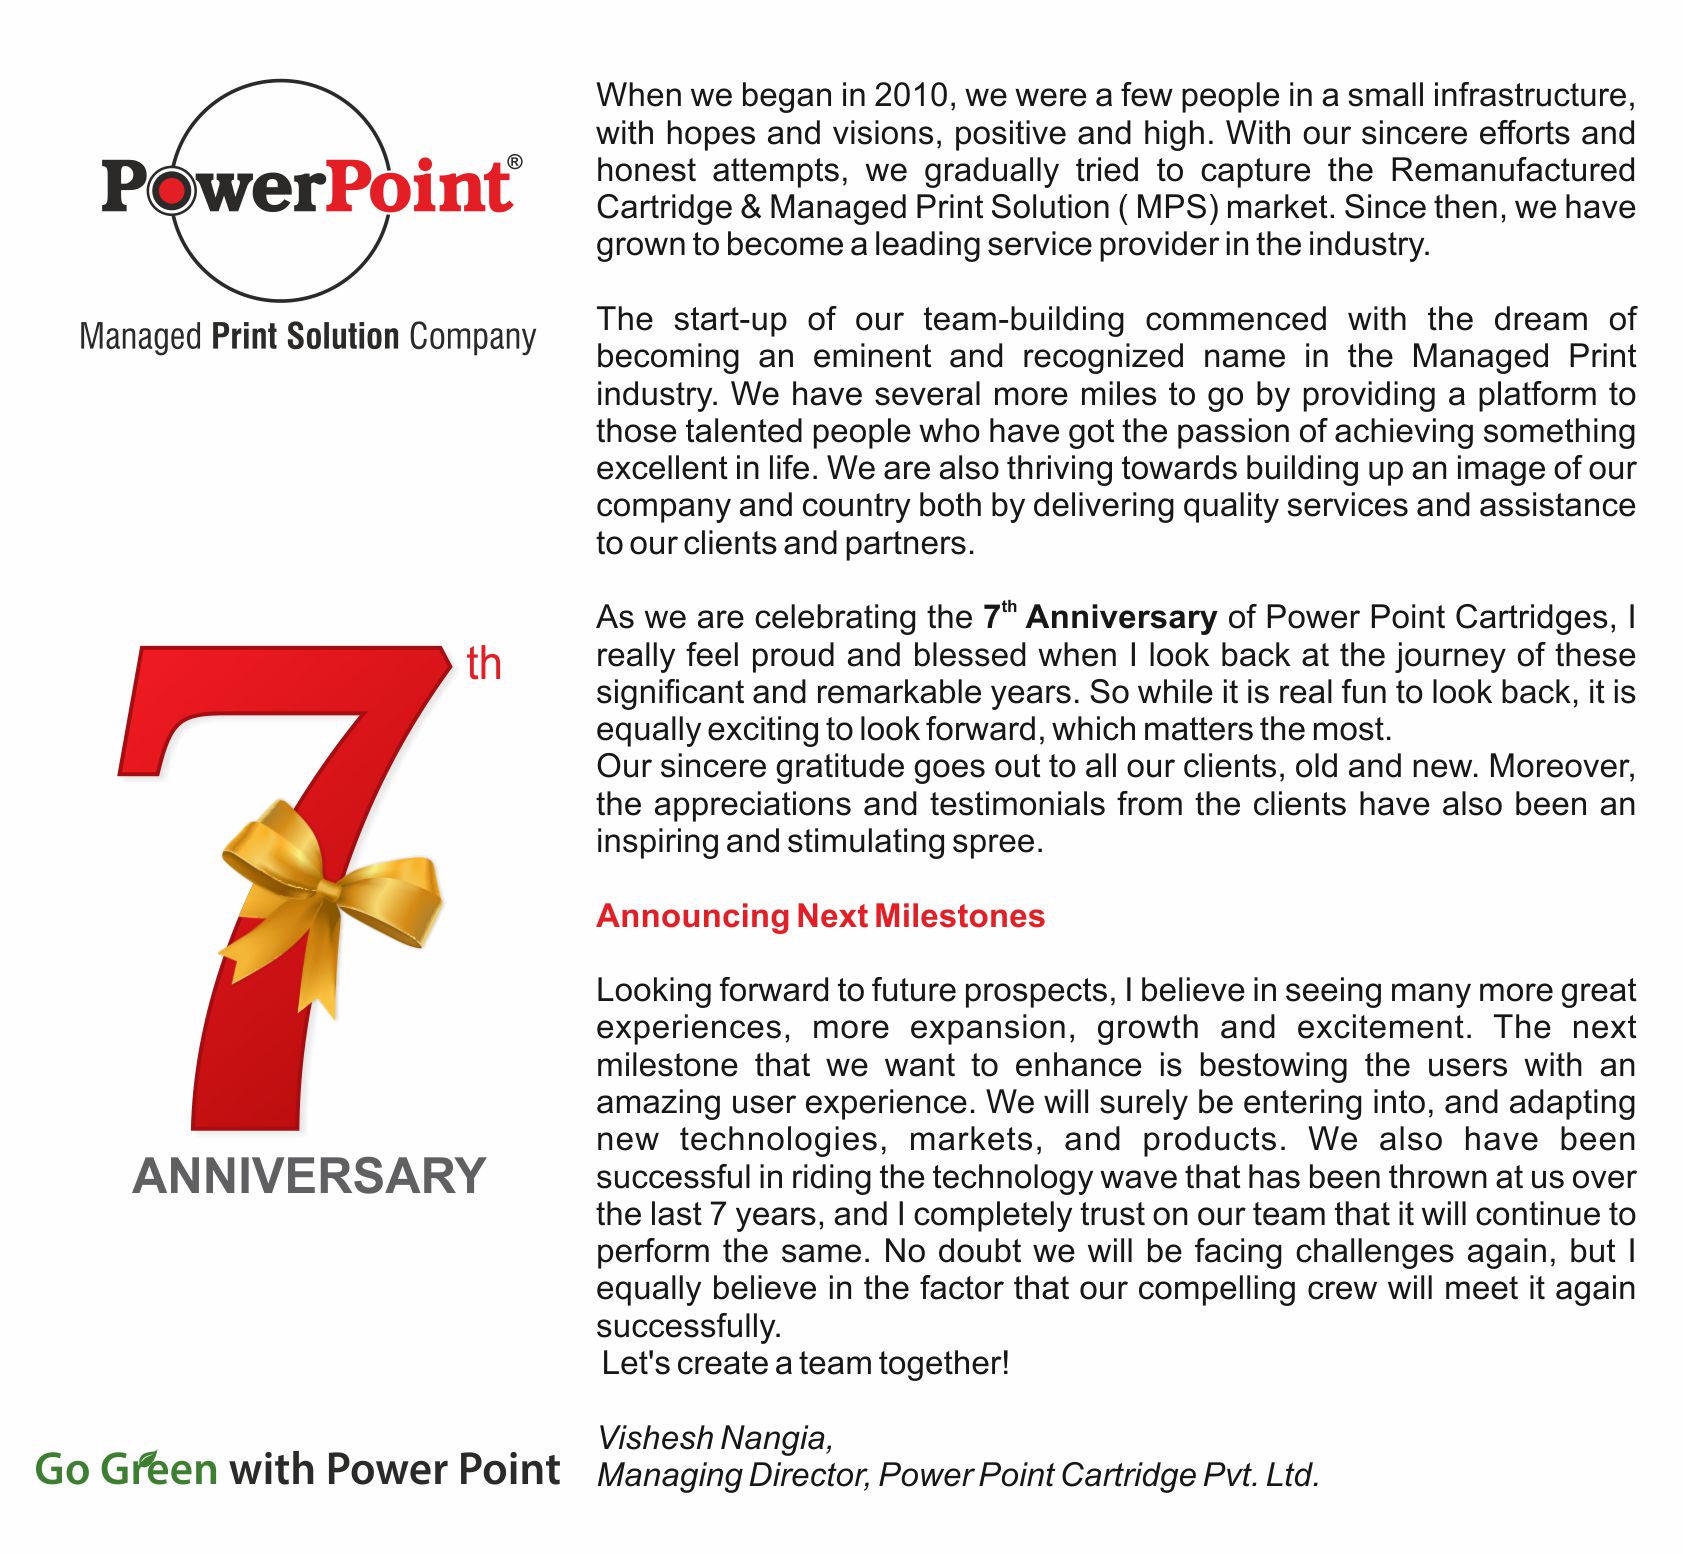 PowerPoint®
Managed Print Solution Company
7th
ANNIVERSARY
Go Green with Power Point
When we began in 2010, we were a few people in a small infrastructure,
with hopes and visions, positive and high. With our sincere efforts and
honest attempts, we gradually tried to capture the Remanufactured
Cartridge & Managed Print Solution ( MPS) market. Since then, we have
grown to become a leading service provider in the industry.
The start-up of our team-building commenced with the dream of
becoming an eminent and recognized name in the Managed Print
industry. We have several more miles to go by providing a platform to
those talented people who have got the passion of achieving something
excellent in life. We are also thriving towards building up an image of our
company and country both by delivering quality services and assistance
to our clients and partners.
As we are celebrating the 7th Anniversary of Power Point Cartridges, I
really feel proud and blessed when I look back at the journey of these
significant and remarkable years. So while it is real fun to look back, it is
equally exciting to look forward, which matters the most.
Our sincere gratitude goes out to all our clients, old and new. Moreover,
the appreciations and testimonials from the clients have also been an
inspiring and stimulating spree.
Announcing Next Milestones
Looking forward to future prospects, I believe in seeing many more great
experiences, more expansion, growth and excitement. The next
milestone that we want to enhance is bestowing the users with an
amazing user experience. We will surely be entering into, and adapting
new technologies, markets, and products. We also have been
successful in riding the technology wave that has been thrown at us over
the last 7 years, and I completely trust on our team that it will continue to
perform the same. No doubt we will be facing challenges again, but I
equally believe in the factor that our compelling crew will meet it again
successfully.
Let's create a team together!
Vishesh Nangia,
Managing Director, Power Point Cartridge Pvt. Ltd.